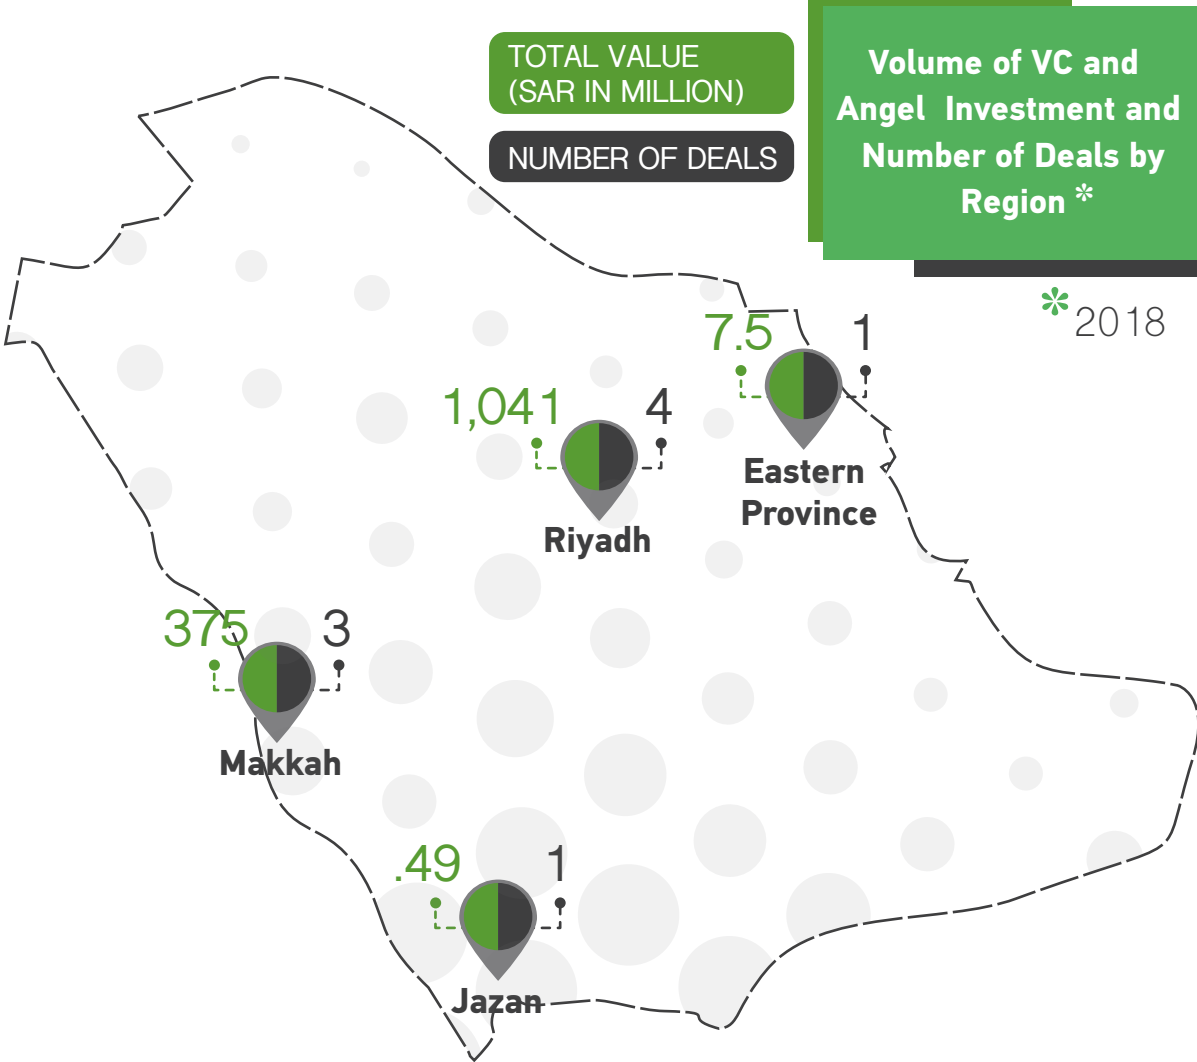 TOTAL VALUE
(SAR IN MILLION)
NUMBER OF DEALS
Volume of VC and
Angel Investment and
Number of Deals by
Region *
* 2018
7.5 1
Eastern
Province
1,041 4
Riyadh
375 3
Makkah
.49 1
Jazan